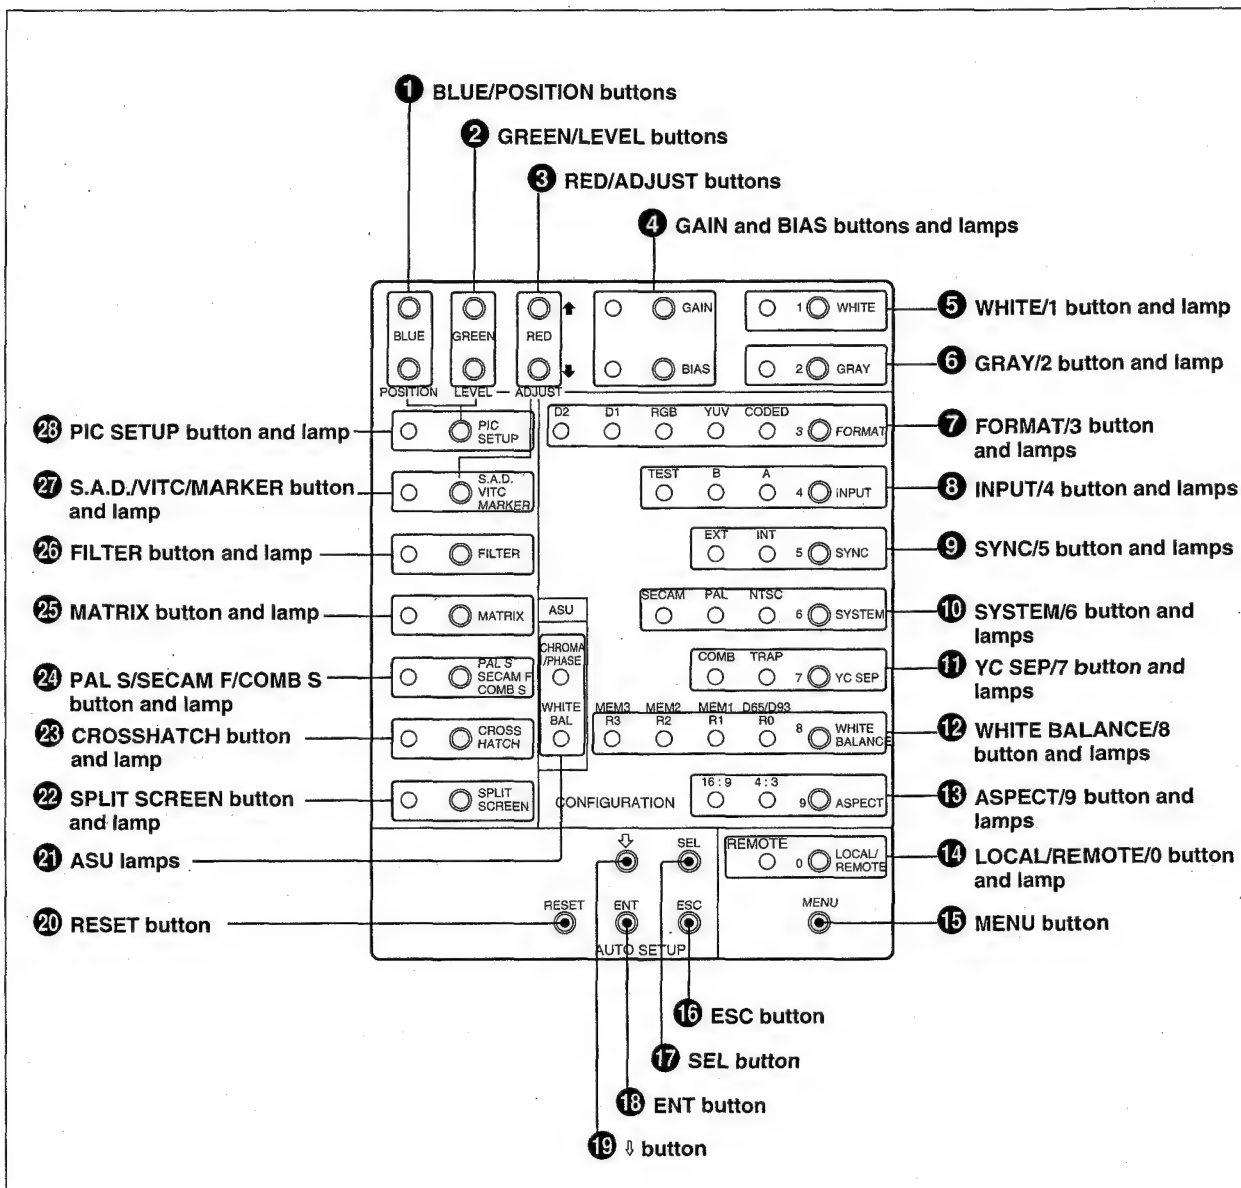 1 BLUE/POSITION buttons
2 GREEN/LEVEL buttons
3 RED/ADJUST buttons
4 GAIN and BIAS buttons and lamps
BLUE
GREEN
RED
POSITION
LEVEL
ADJUST
GAIN
BIAS
1 WHITE
2 GRAY
5 WHITE/1 button and lamp
6 GRAY/2 button and lamp
28 PIC SETUP button and lamp
PIC
SETUP
D2 D1 RGB YUV CODED
3 FORMAT
7 FORMAT/3 button
and lamps
27 S.A.D./VITC/MARKER button
and lamp
S.A.D.
VITC
MARKER
TEST B A
4 INPUT
8 INPUT/4 button and lamps
26 FILTER button and lamp
FILTER
EXT INT
5 SYNC
9 SYNC/5 button and lamps
25 MATRIX button and lamp
MATRIX
ASU
SECAM PAL NTSC
6 SYSTEM
10 SYSTEM/6 button and
lamps
24 PAL S/SECAM F/COMB S
button and lamp
PAL S
SECAM F
COMB S
CHROMA
/PHASE
COMB TRAP
7 YC SEP
11 YC SEP/7 button and
lamps
23 CROSSHATCH button
and lamp
CROSS
HATCH
WHITE
BAL
MEM3 MEM2 MEM1 D65/D93
R3 R2 R1 R0
8 WHITE
BALANCE
12 WHITE BALANCE/8
button and lamps
22 SPLIT SCREEN button
and lamp
SPLIT
SCREEN
CONFIGURATION
16:9 4:3
9 ASPECT
13 ASPECT/9 button and
lamps
21 ASU lamps
SEL
REMOTE
0 LOCAL/
REMOTE
14 LOCAL/REMOTE/0 button
and lamp
20 RESET button
RESET
ENT
ESC
MENU
15 MENU button
AUTO SETUP
16 ESC button
17 SEL button
18 ENT button
19 ⇩ button